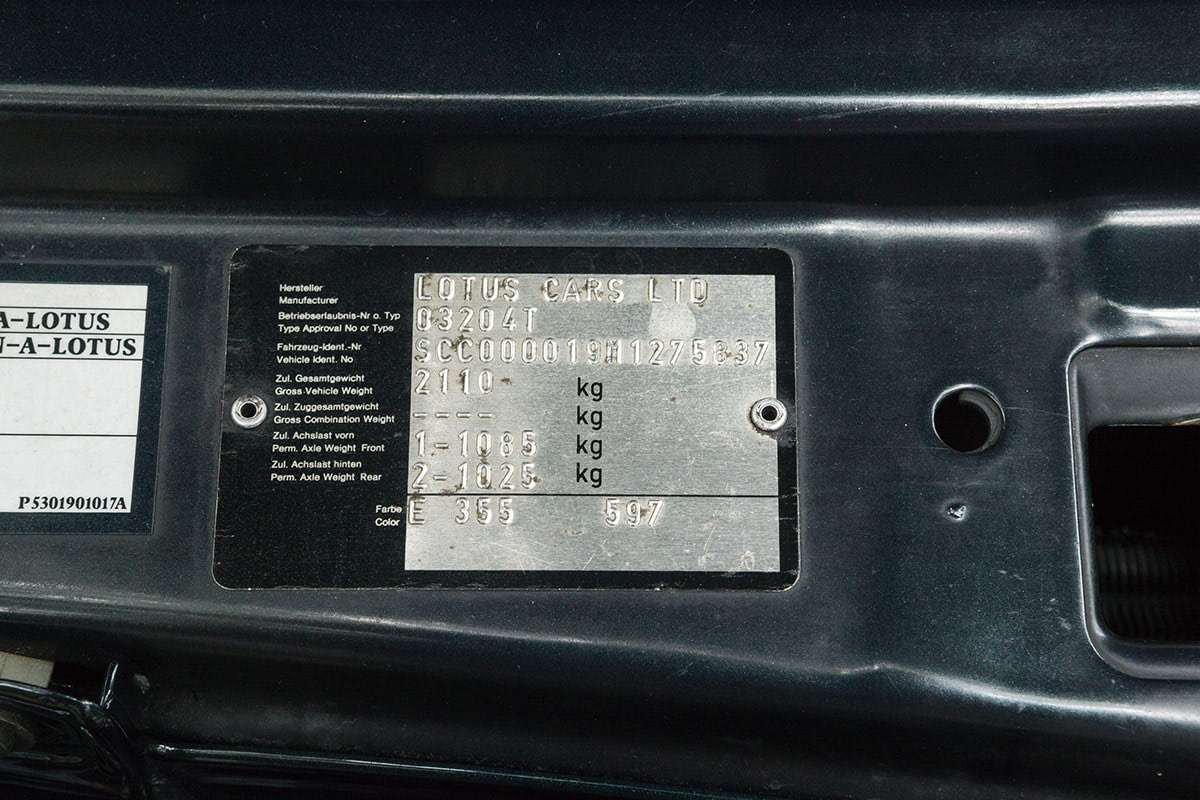 A-LOTUS
N-A-LOTUS
P5301901017A
Hersteller
Manufacturer
LOTUS CARS LTD
Betriebserlaubnis-Nr o. Typ
Type Approval No or Type
03204T
Fahrzeug-Ident.-Nr
Vehicle Ident. No
SCC000019M1275837
Zul. Gesamtgewicht
Gross Vehicle Weight
2110 kg
Zul. Zuggesamtgewicht
Gross Combination Weight
---- kg
Zul. Achslast vorn
Perm. Axle Weight Front
1-1085 kg
Zul. Achslast hinten
Perm. Axle Weight Rear
2-1025 kg
Farbe
Color
E 355 597